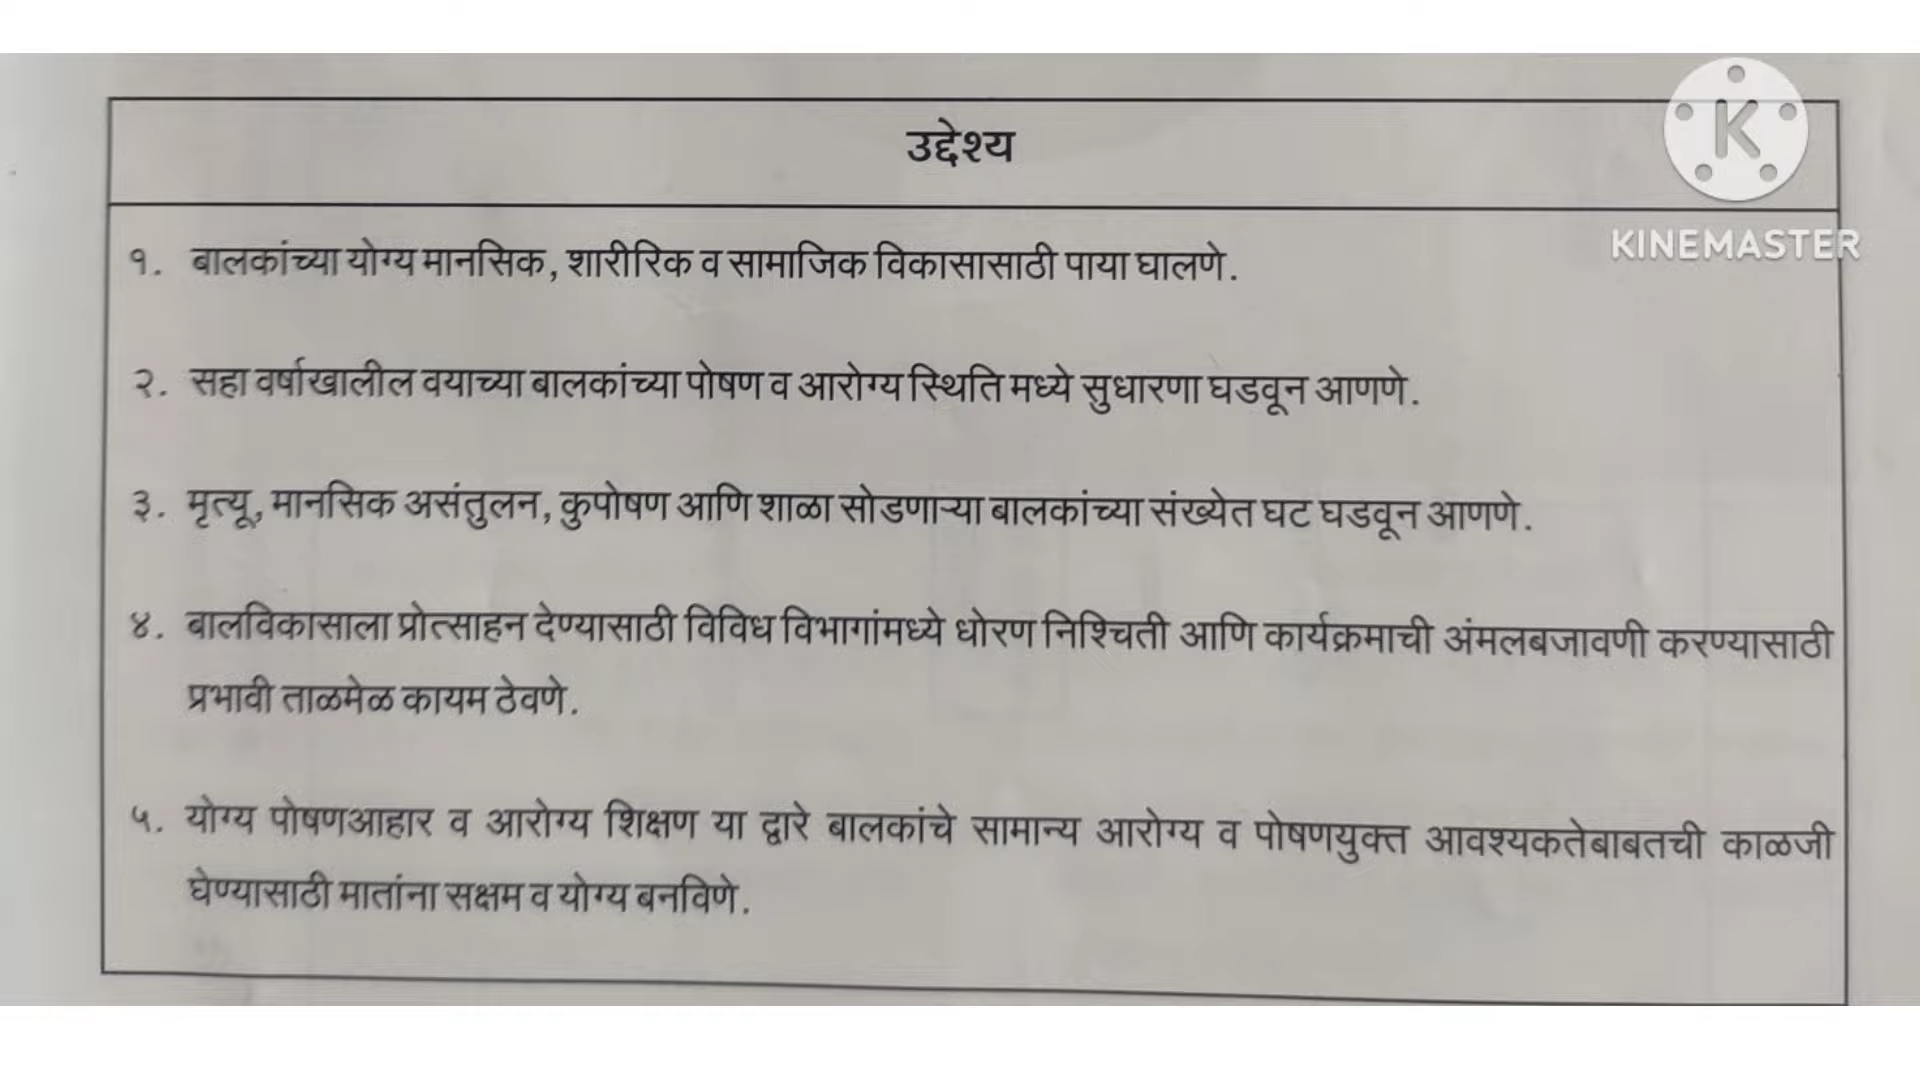 उद्देश्य
K
KINEMASTER
१. बालकांच्या योग्य मानसिक, शारीरिक व सामाजिक विकासासाठी पाया घालणे.
२. सहा वर्षाखालील वयाच्या बालकांच्या पोषण व आरोग्य स्थिति मध्ये सुधारणा घडवून आणणे.
३. मृत्यू, मानसिक असंतुलन, कुपोषण आणि शाळा सोडणाऱ्या बालकांच्या संख्येत घट घडवून आणणे.
४. बालविकासाला प्रोत्साहन देण्यासाठी विविध विभागांमध्ये धोरण निश्चिती आणि कार्यक्रमाची अंमलबजावणी करण्यासाठी
प्रभावी ताळमेळ कायम ठेवणे.
५. योग्य पोषणआहार व आरोग्य शिक्षण या द्वारे बालकांचे सामान्य आरोग्य व पोषणयुक्त आवश्यकतेबाबतची काळजी
घेण्यासाठी मातांना सक्षम व योग्य बनविणे.